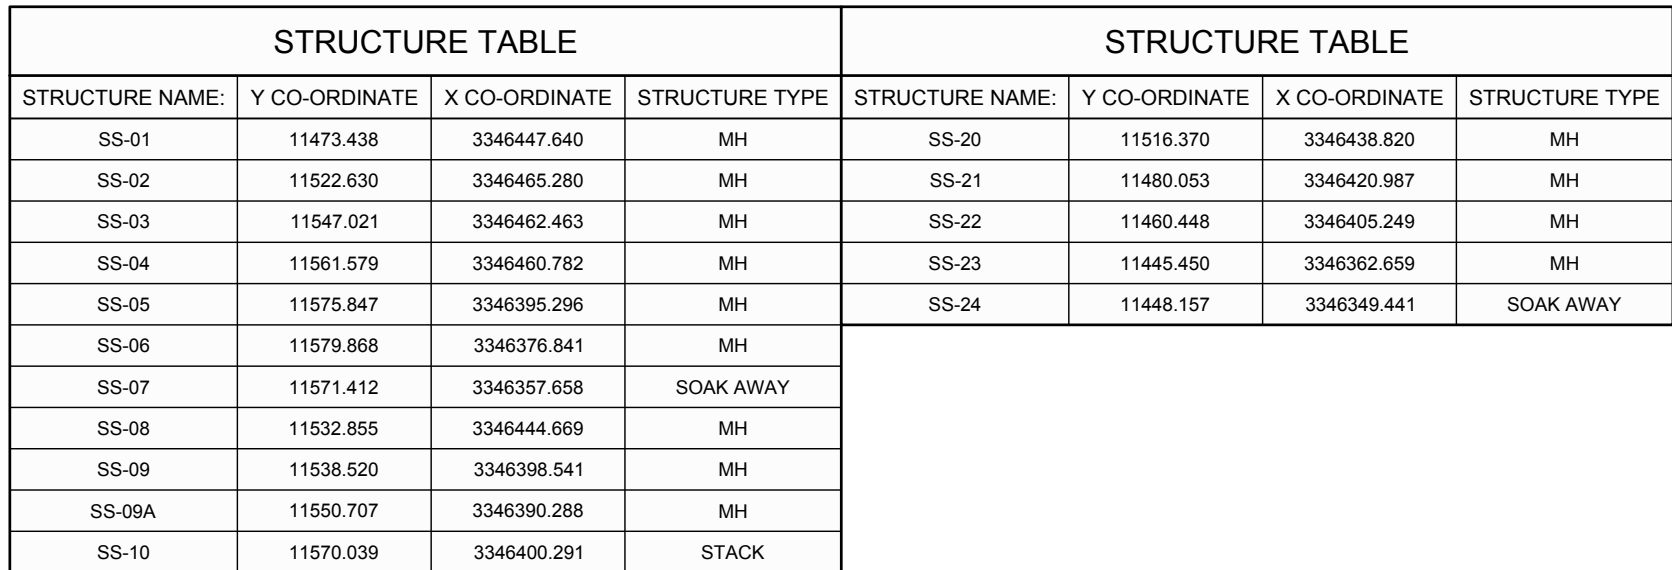 STRUCTURE TABLE
STRUCTURE NAME: Y CO-ORDINATE X CO-ORDINATE STRUCTURE TYPE
SS-01 11473.438 3346447.640 MH
SS-02 11522.630 3346465.280 MH
SS-03 11547.021 3346462.463 MH
SS-04 11561.579 3346460.782 MH
SS-05 11575.847 3346395.296 MH
SS-06 11579.868 3346376.841 MH
SS-07 11571.412 3346357.658 SOAK AWAY
SS-08 11532.855 3346444.669 MH
SS-09 11538.520 3346398.541 MH
SS-09A 11550.707 3346390.288 MH
SS-10 11570.039 3346400.291 STACK
STRUCTURE TABLE
STRUCTURE NAME: Y CO-ORDINATE X CO-ORDINATE STRUCTURE TYPE
SS-20 11516.370 3346438.820 MH
SS-21 11480.053 3346420.987 MH
SS-22 11460.448 3346405.249 MH
SS-23 11445.450 3346362.659 MH
SS-24 11448.157 3346349.441 SOAK AWAY